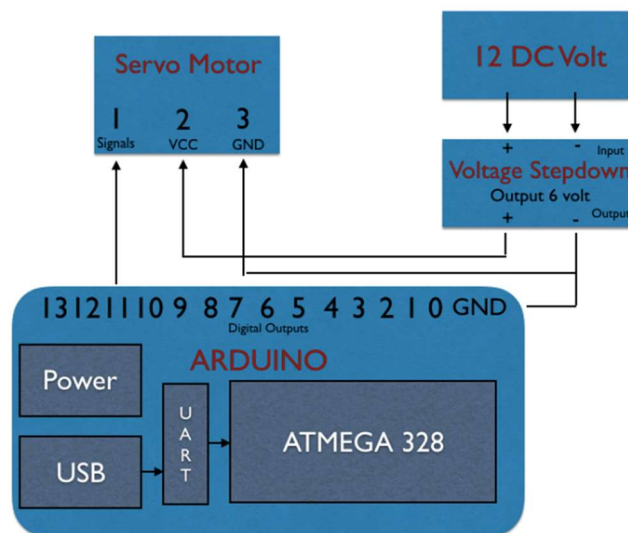 Servo Motor
1 2 3
Signals VCC GND
12 DC Volt
+ - Input
Voltage Stepdown
Output 6 volt
+ - Output
13 12 11 10 9 8 7 6 5 4 3 2 1 0 GND
Digital Outputs
ARDUINO
Power
USB
UART
ATMEGA 328